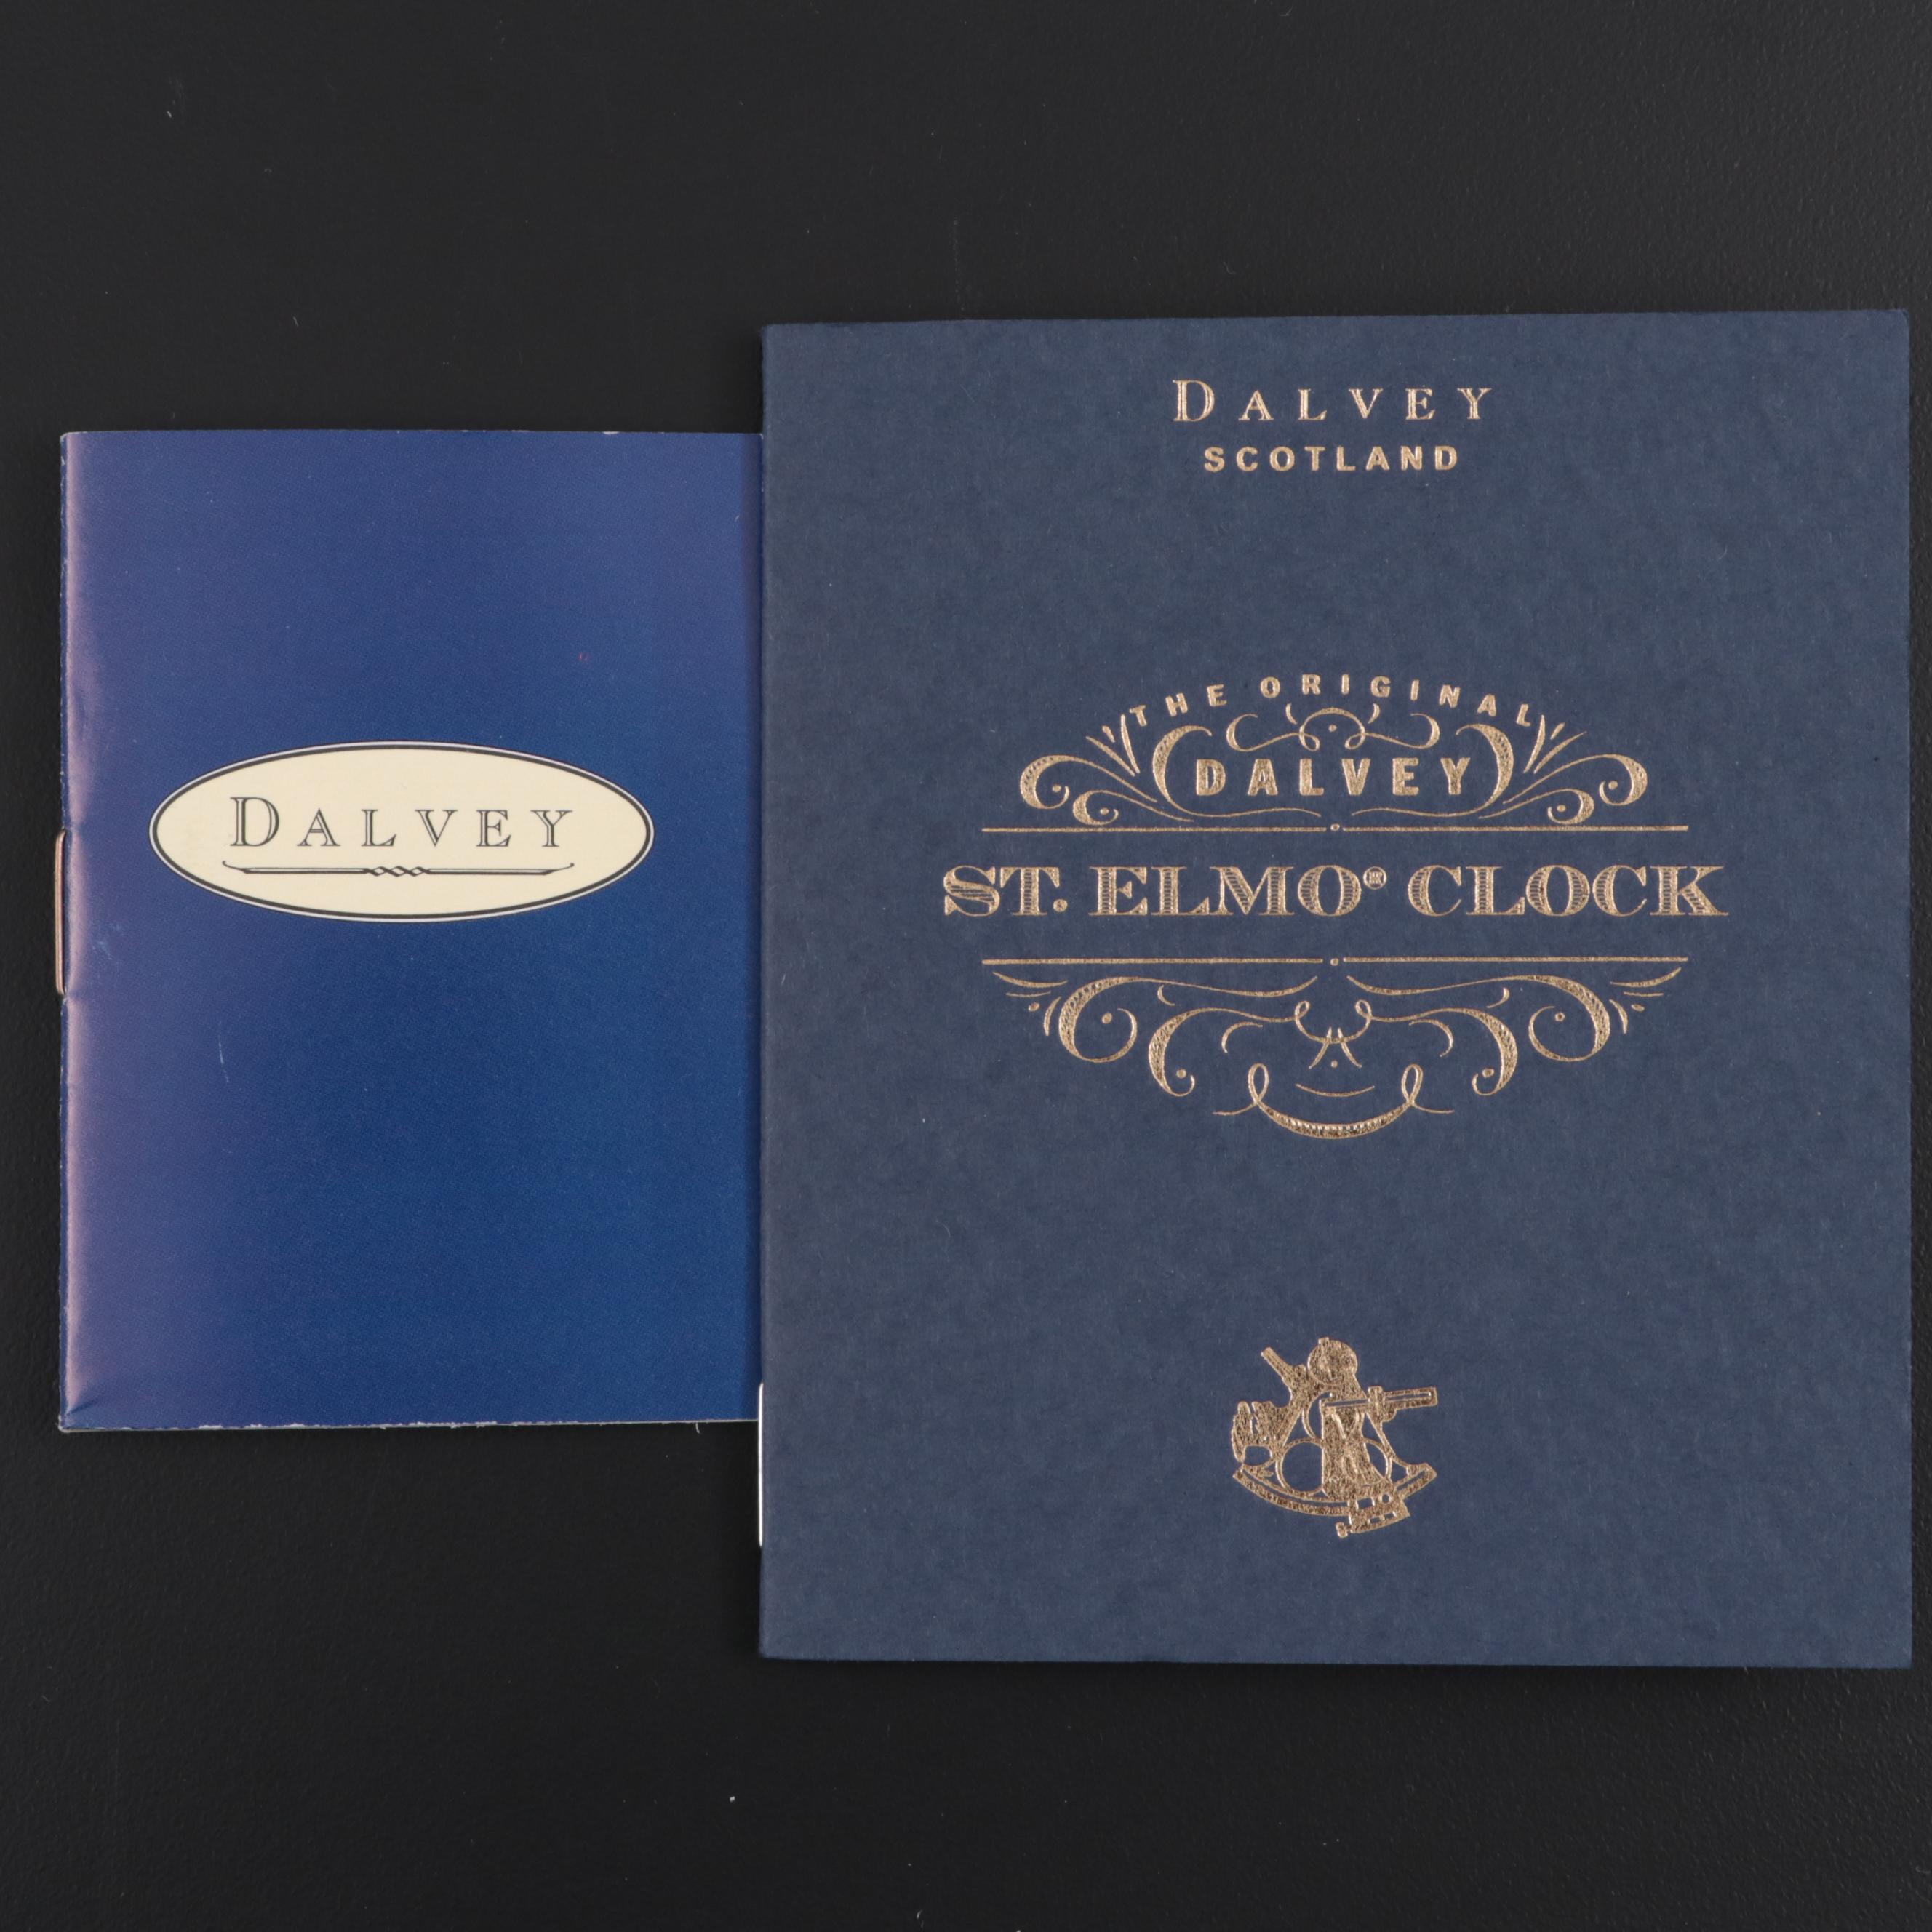 DALVEY
DALVEY
SCOTLAND
THE ORIGINAL
DALVEY
ST. ELMO® CLOCK